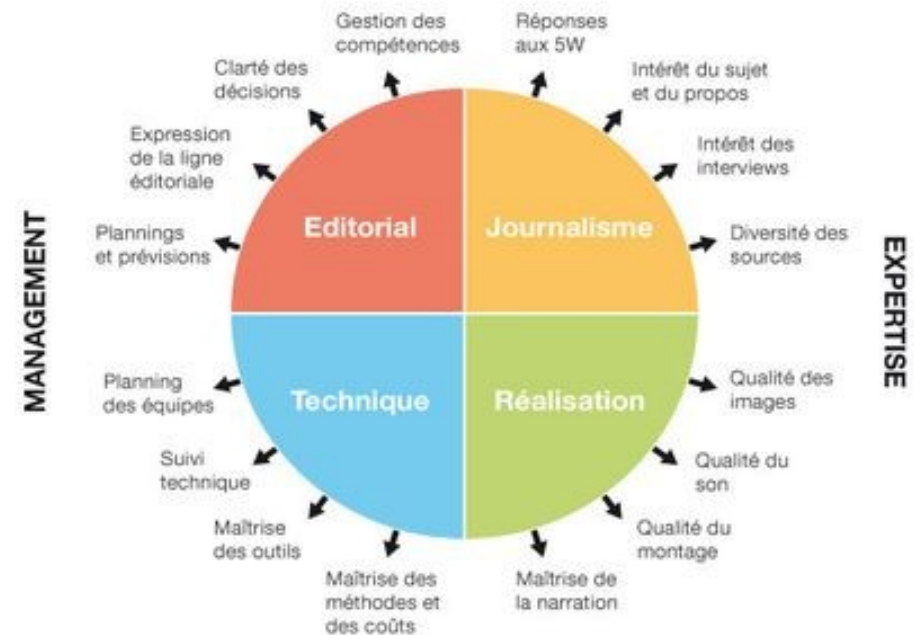 Gestion des
compétences
Réponses
aux 5W
Clarté des
décisions
Intérêt du sujet
et du propos
Expression
de la ligne
éditoriale
Intérêt des
interviews
Plannings
et prévisions
Diversité des
sources
Editorial
Journalisme
MANAGEMENT
EXPERTISE
Technique
Réalisation
Planning
des équipes
Qualité des
images
Suivi
technique
Qualité du
son
Maîtrise
des outils
Qualité du
montage
Maîtrise des
méthodes et
des coûts
Maîtrise de
la narration